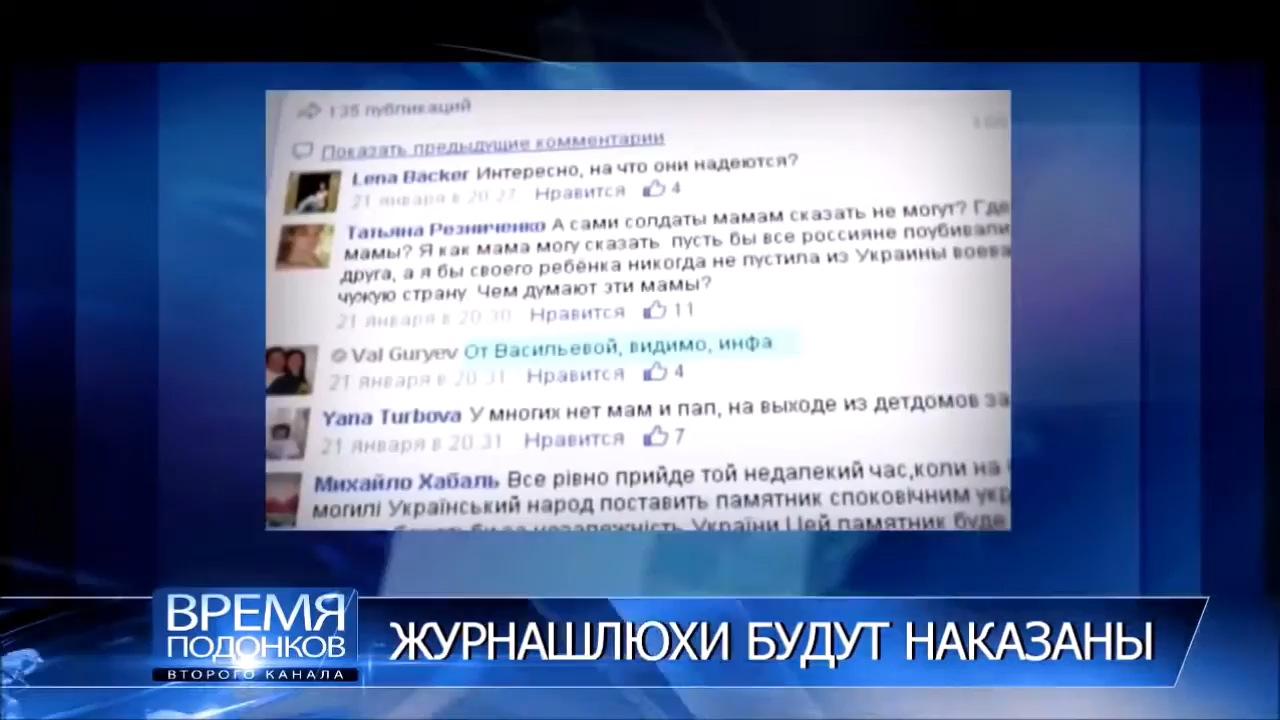 135 публикаций
Показать предыдущие комментарии
Lena Backer Интересно, на что они надеются?
21 января в 20:27 Нравится 4
Татьяна Резниченко А сами солдаты мамам сказать не могут? Где
мамы? Я как мама могу сказать пусть бы все россияне поубивали
друга, а я бы своего ребёнка никогда не пустила из Украины воева
чужую страну Чем думают эти мамы?
21 января в 20:30 Нравится 11
Val Guryev От Васильевой, видимо, инфа
21 января в 20:31 Нравится 4
Yana Turbova У многих нет мам и пап, на выходе из детдомов за
21 января в 20:31 Нравится 7
Михайло Хабаль Все рівно прийде той недалекий час,коли на
могилі Український народ поставить памятник споковічним укр
незалежність України Цей памятник буде
ВРЕМЯ
ПОДОНКОВ
ВТОРОГО КАНАЛА
ЖУРНАШЛЮХИ БУДУТ НАКАЗАНЫ